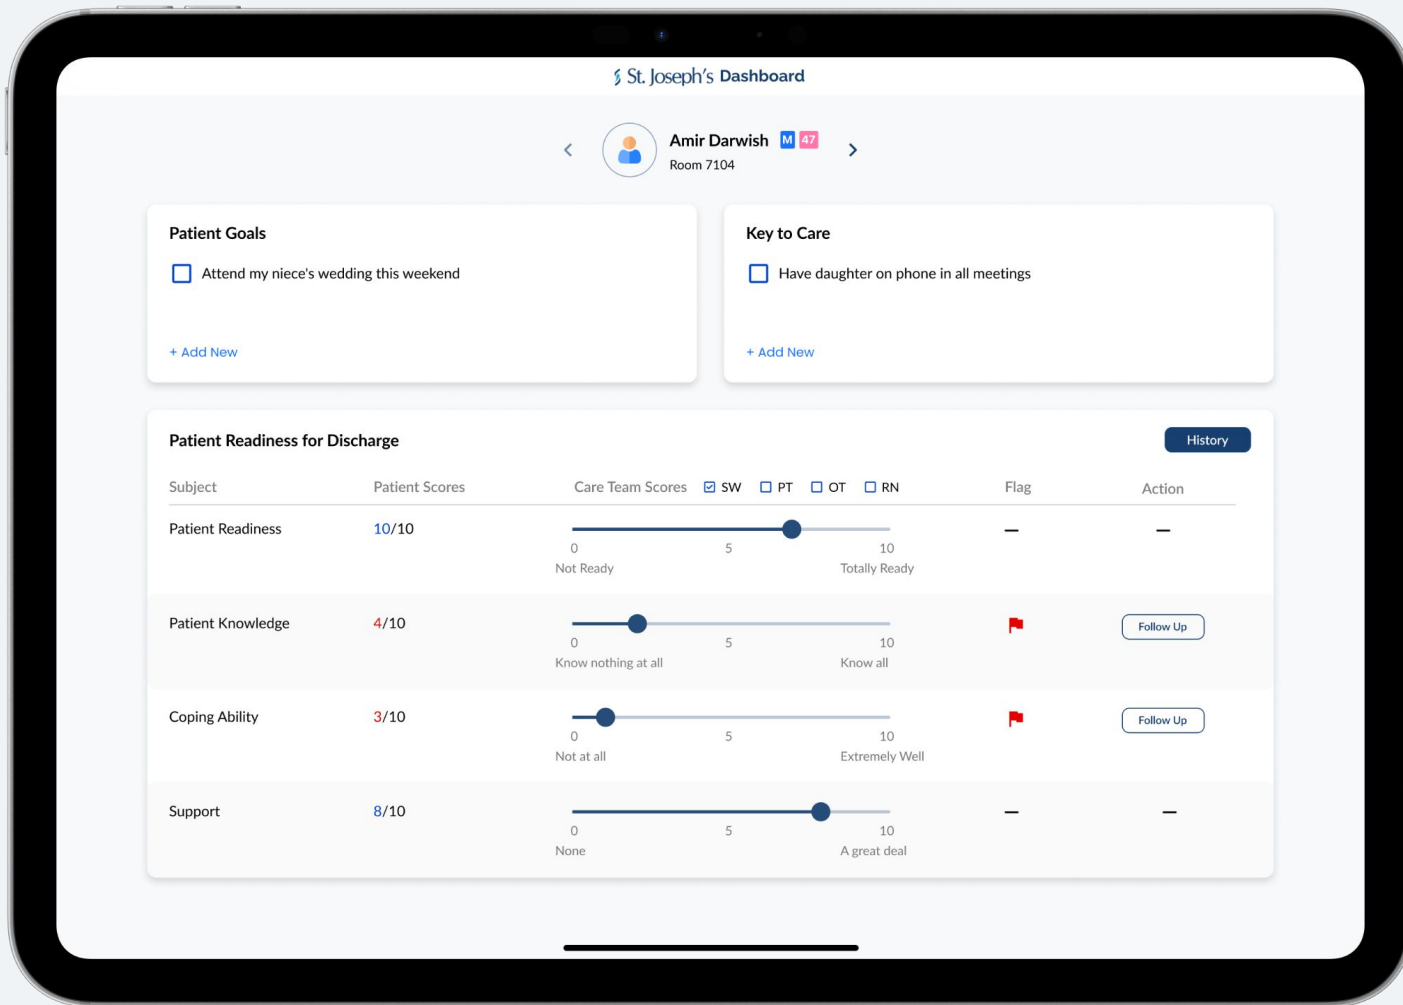 St. Joseph's Dashboard
Amir Darwish M 47
Room 7104
Patient Goals
Attend my niece's wedding this weekend
+ Add New
Key to Care
Have daughter on phone in all meetings
+ Add New
Patient Readiness for Discharge
History
Subject Patient Scores Care Team Scores SW PT OT RN Flag Action
Patient Readiness 10/10
0 5 10
Not Ready Totally Ready
Patient Knowledge 4/10 Follow Up
0 5 10
Know nothing at all Know all
Coping Ability 3/10 Follow Up
0 5 10
Not at all Extremely Well
Support 8/10
0 5 10
None A great deal